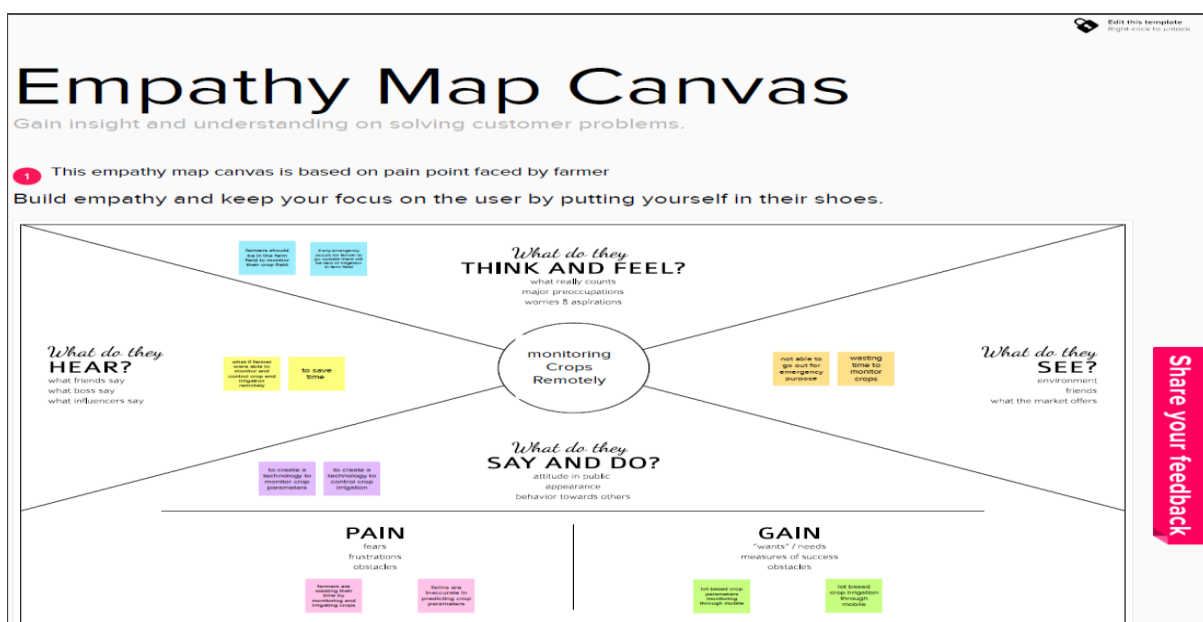 Edit this template
Right-click to unlock
Empathy Map Canvas
Gain insight and understanding on solving customer problems.
1
This empathy map canvas is based on pain point faced by farmer
Build empathy and keep your focus on the user by putting yourself in their shoes.
farmers should
be in the farm
field to monitor
their crop field
if any emergency
occurs for farmer to
go outside there will
be lack of irrigation
in farm field
What do they
THINK AND FEEL?
what really counts
major preoccupations
worries & aspirations
What do they
HEAR?
what friends say
what boss say
what influencers say
what if farmer
were able to
monitor and
control crop and
irrigation
remotely
to save
time
monitoring
Crops
Remotely
not able to
go out for
emergency
purpose
wasting
time to
monitor
crops
What do they
SEE?
environment
friends
what the market offers
What do they
SAY AND DO?
attitude in public
appearance
behavior towards others
to create a
technology to
monitor crop
parameters
to create a
technology to
control crop
irrigation
PAIN
fears
frustrations
obstacles
farmers are
wasting their
time by
monitoring and
irrigating crops
farms are
inaccurate in
predicting crop
parameters
GAIN
"wants" / needs
measures of success
obstacles
iot based crop
parameters
monitoring
through mobile
iot based
crop irrigation
through
mobile
Share your feedback